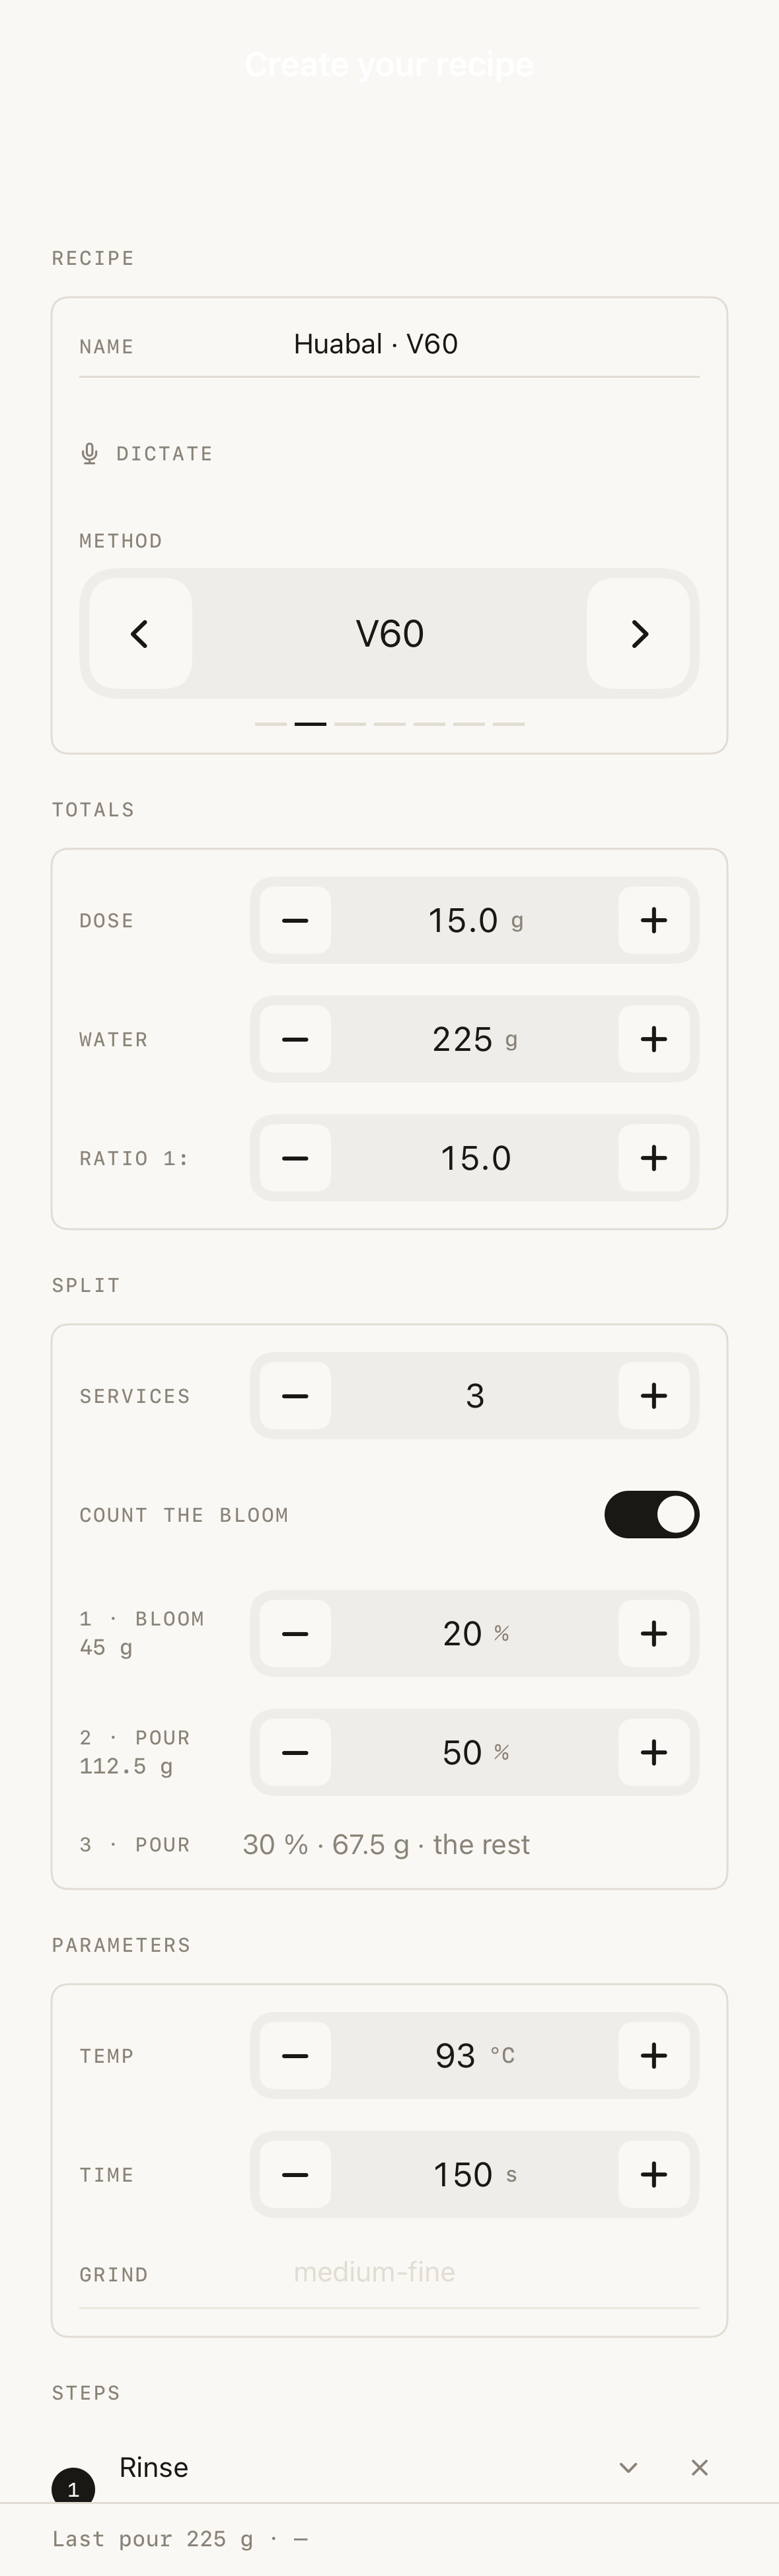 Create your recipe
RECIPE
NAME Huabal · V60
DICTATE
METHOD
V60
TOTALS
DOSE 15.0 g
WATER 225 g
RATIO 1: 15.0
SPLIT
SERVICES 3
COUNT THE BLOOM
1 · BLOOM
45 g
20 %
2 · POUR
112.5 g
50 %
3 · POUR 30 % · 67.5 g · the rest
PARAMETERS
TEMP 93 °C
TIME 150 s
GRIND medium-fine
STEPS
1 Rinse
Last pour 225 g · —